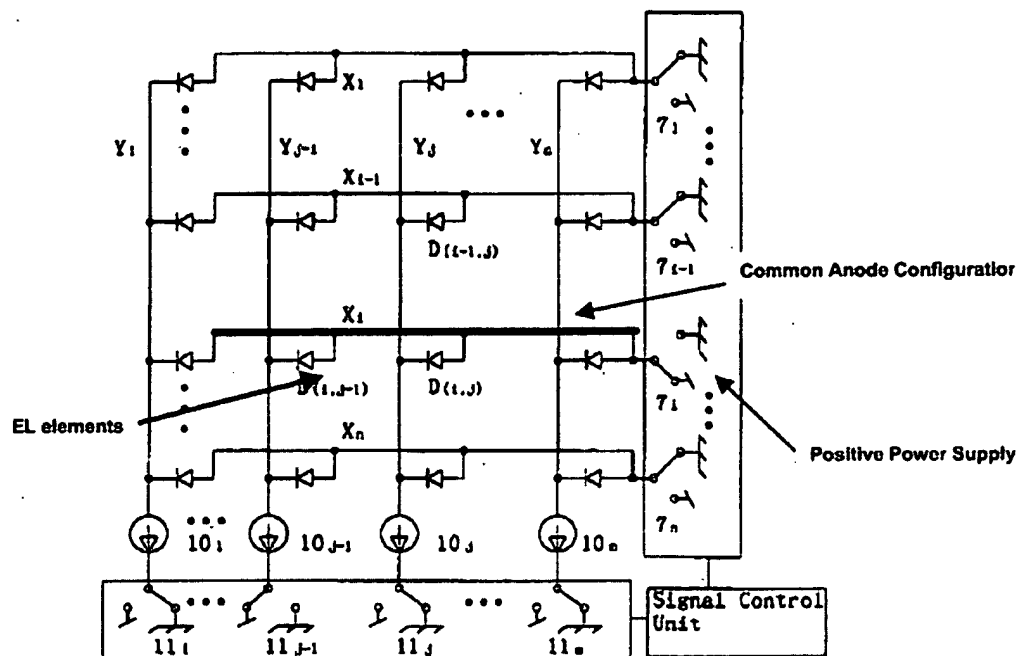 X₁
7₁
Y₁ Yⱼ₋₁ Yⱼ Yₙ
Xᵢ₋₁
D(i-1,j)
7ᵢ₋₁
Common Anode Configuration
Xᵢ
D(i,j-1) D(i,j)
7ᵢ
EL elements
Xₙ
Positive Power Supply
7ₙ
10₁ 10ⱼ₋₁ 10ⱼ 10ₙ
Signal Control
Unit
11₁ 11ⱼ₋₁ 11ⱼ 11ₙ